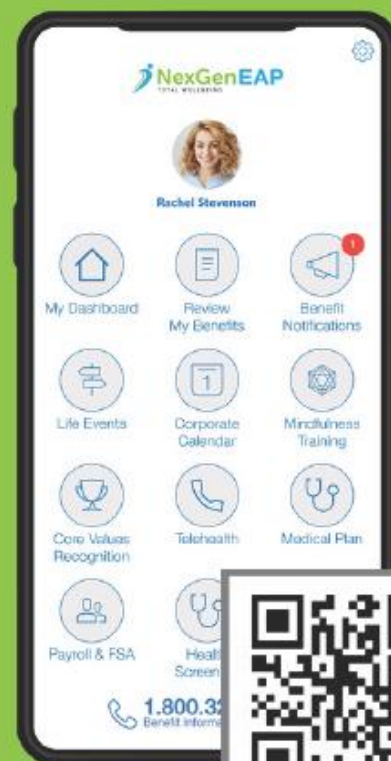 NexGenEAP
TOTAL WELLBEING
Rachel Stevenson
1
My Dashboard
Review
My Benefits
Benefit
Notifications
Life Events
1
Corporate
Calendar
Mindfulness
Training
Core Values
Recognition
Telehealth
Medical Plan
Payroll & FSA
1.800.32
Benefit